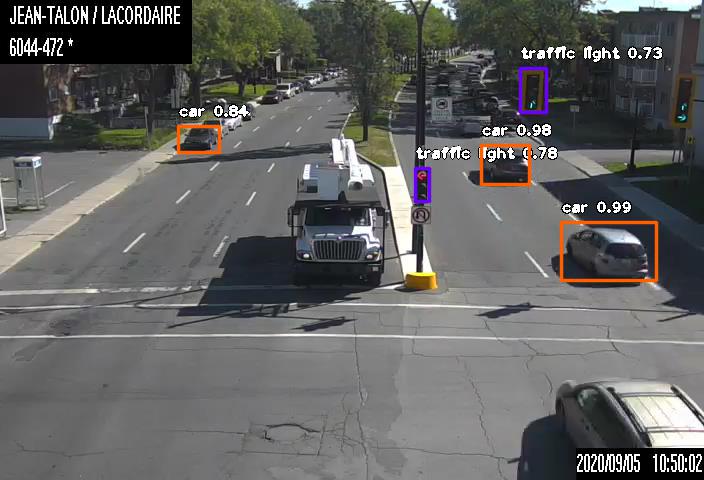 JEAN-TALON / LACORDAIRE
6044-472 *
traffic light 0.73
car 0.84
car 0.98
traffic light 0.78
car 0.99
2020/09/05 10:50:02